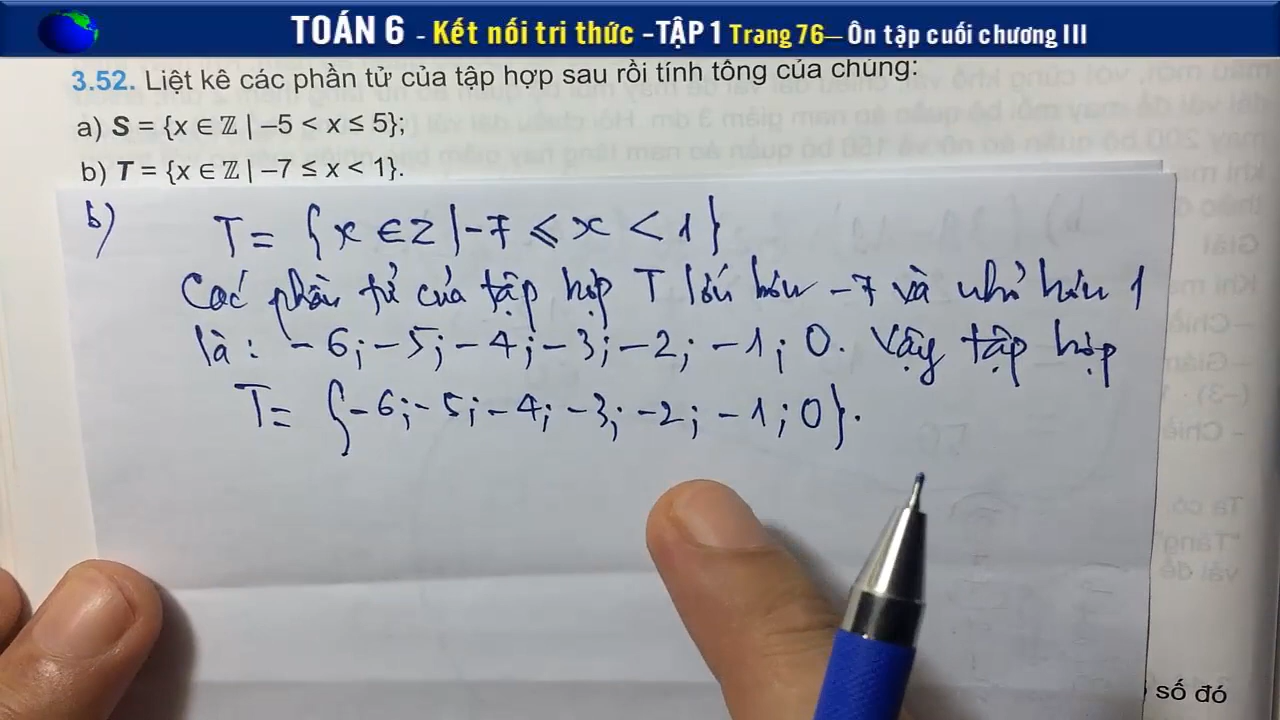 TOÁN 6 - Kết nối tri thức -TẬP 1 Trang 76– Ôn tập cuối chương III
3.52. Liệt kê các phần tử của tập hợp sau rồi tính tổng của chúng:
a) S = {x ∈ ℤ | –5 < x ≤ 5};
b) T = {x ∈ ℤ | –7 ≤ x < 1}.
b) T = {x ∈ Z | -7 ≤ x < 1}
Các phần tử của tập hợp T lớn hơn -7 và nhỏ hơn 1
là: -6; -5; -4; -3; -2; -1; 0. Vậy tập hợp
T = {-6; -5; -4; -3; -2; -1; 0}.
số đó